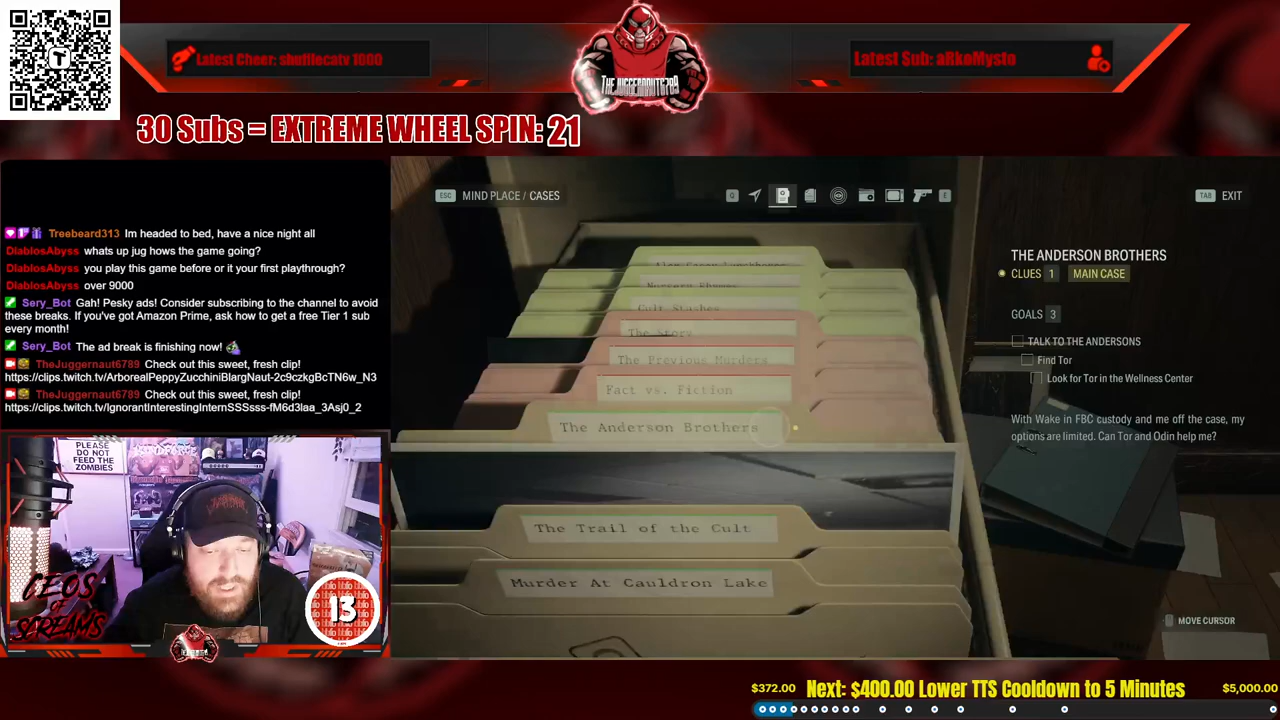 Latest Cheer: shufflecatv 1000
Latest Sub: aRkoMysto
TheJuggernaut6789
30 Subs = EXTREME WHEEL SPIN: 21
Treebeard313 Im headed to bed, have a nice night all
DiablosAbyss whats up jug hows the game going?
DiablosAbyss you play this game before or it your first playthrough?
DiablosAbyss over 9000
Sery_Bot Gah! Pesky ads! Consider subscribing to the channel to avoid
these breaks. If you've got Amazon Prime, ask how to get a free Tier 1 sub
every month!
Sery_Bot The ad break is finishing now!
TheJuggernaut6789 Check out this sweet, fresh clip!
https://clips.twitch.tv/ArborealPeppyZucchiniBlargNaut-2c9czkgBcTN6w_N3
TheJuggernaut6789 Check out this sweet, fresh clip!
https://clips.twitch.tv/IgnorantInterestingInternSSSsss-fM6d3laa_3Asj0_2
PLEASE
DO NOT
FEED THE
ZOMBIES
CEOS
OF
SCREAMS
13
ESC MIND PLACE / CASES
Q
E
TAB EXIT
Nursery Rhymes
Cult Stashes
The Story
The Previous Murders
Fact vs. Fiction
The Anderson Brothers
The Trail of the Cult
Murder At Cauldron Lake
THE ANDERSON BROTHERS
CLUES 1 MAIN CASE
GOALS 3
TALK TO THE ANDERSONS
Find Tor
Look for Tor in the Wellness Center
With Wake in FBC custody and me off the case, my
options are limited. Can Tor and Odin help me?
MOVE CURSOR
$372.00 Next: $400.00 Lower TTS Cooldown to 5 Minutes $5,000.00